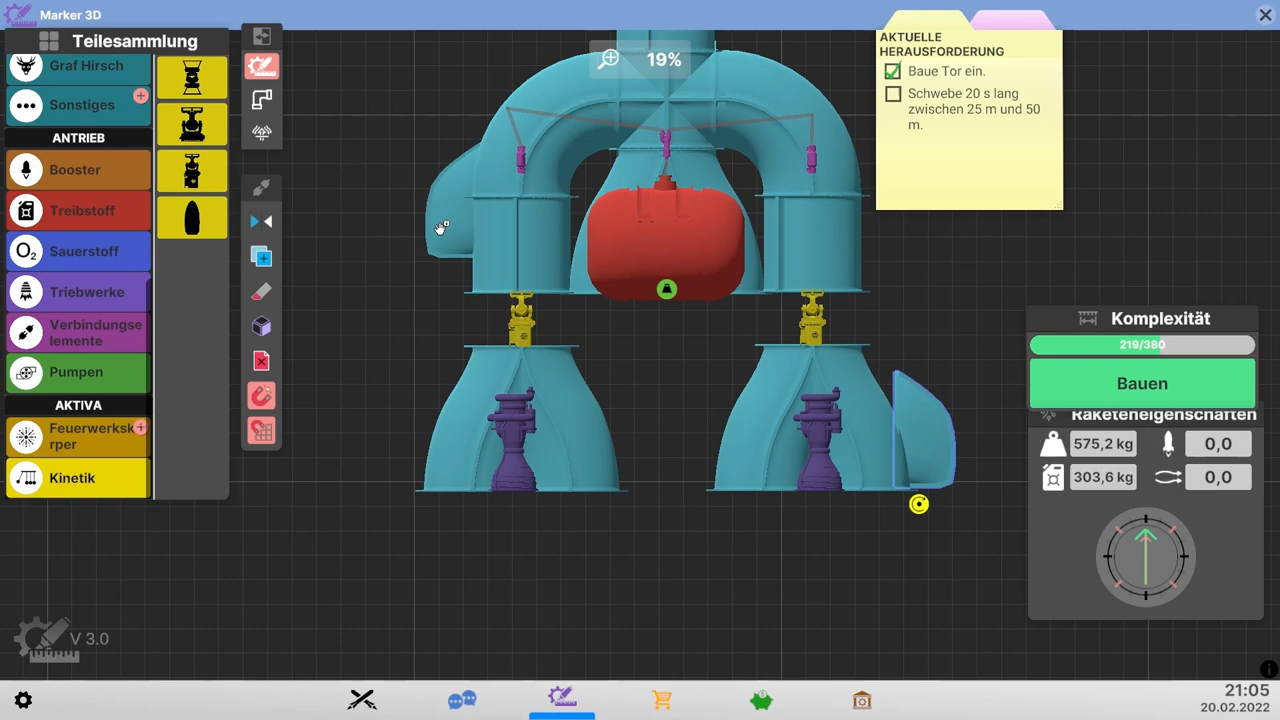 Marker 3D
Teilesammlung
19%
Graf Hirsch
Sonstiges
ANTRIEB
Booster
Treibstoff
O2
Sauerstoff
Triebwerke
Verbindungse
lemente
Pumpen
AKTIVA
Feuerwerksk
rper
Kinetik
AKTUELLE
HERAUSFORDERUNG
Baue Tor ein.
Schwebe 20 s lang
zwischen 25 m und 50
m.
Komplexität
219/380
Bauen
Raketeneigenschaften
575,2 kg
0,0
303,6 kg
0,0
V 3.0
21:05
20.02.2022